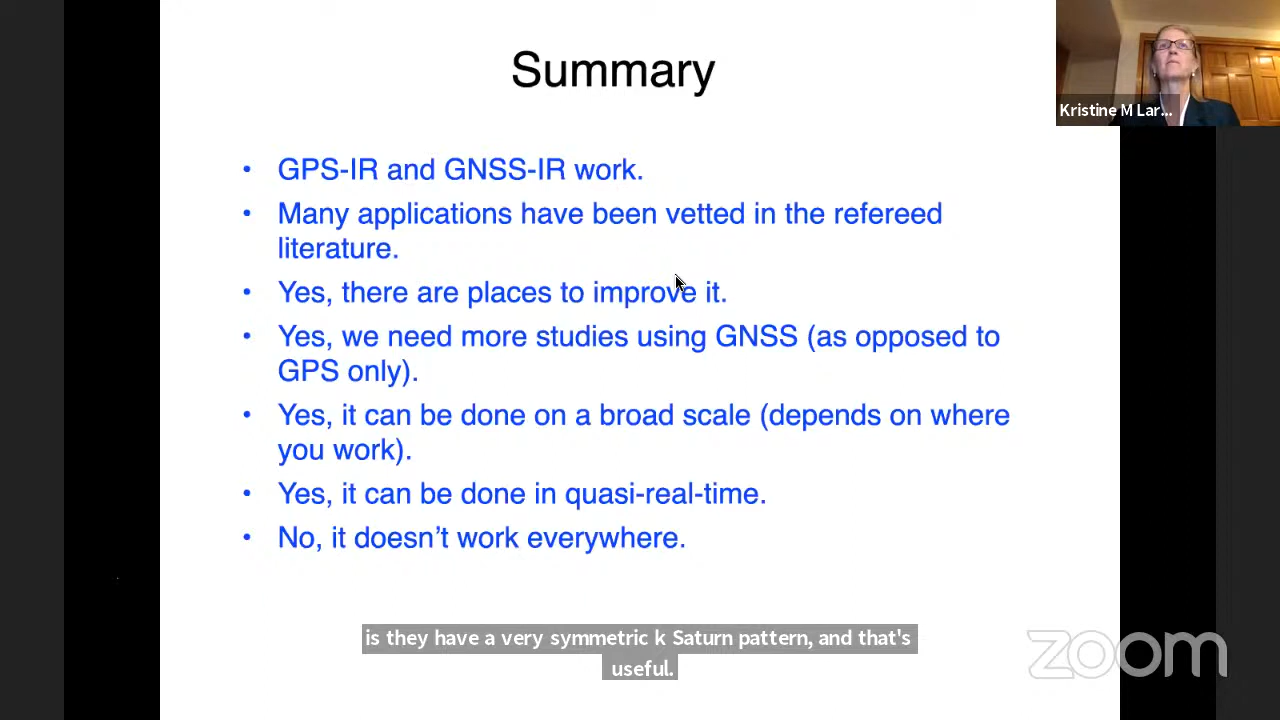 Summary
Kristine M Lar...
• GPS-IR and GNSS-IR work.
• Many applications have been vetted in the refereed
literature.
• Yes, there are places to improve it.
• Yes, we need more studies using GNSS (as opposed to
GPS only).
• Yes, it can be done on a broad scale (depends on where
you work).
• Yes, it can be done in quasi-real-time.
• No, it doesn’t work everywhere.
is they have a very symmetric k Saturn pattern, and that's
useful.
zoom